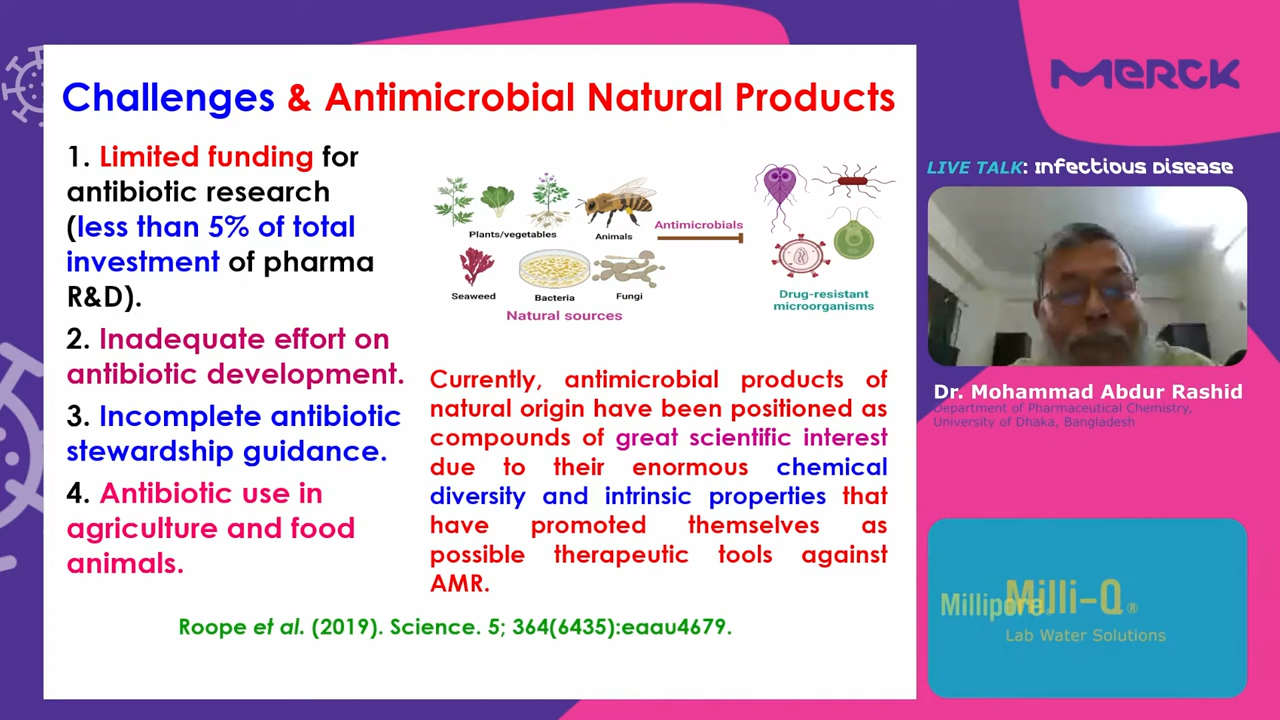 Challenges & Antimicrobial Natural Products
1. Limited funding for
antibiotic research
(less than 5% of total
investment of pharma
R&D).
2. Inadequate effort on
antibiotic development.
3. Incomplete antibiotic
stewardship guidance.
4. Antibiotic use in
agriculture and food
animals.
Plants/vegetables
Animals
Seaweed
Bacteria
Fungi
Natural sources
Antimicrobials
Drug-resistant
microorganisms
Currently, antimicrobial products of
natural origin have been positioned as
compounds of great scientific interest
due to their enormous chemical
diversity and intrinsic properties that
have promoted themselves as
possible therapeutic tools against
AMR.
Roope et al. (2019). Science. 5; 364(6435):eaau4679.
MERCK
LIVE TALK: Infectious Disease
Dr. Mohammad Abdur Rashid
Department of Pharmaceutical Chemistry,
University of Dhaka, Bangladesh
Millipore
Milli-Q®
Lab Water Solutions